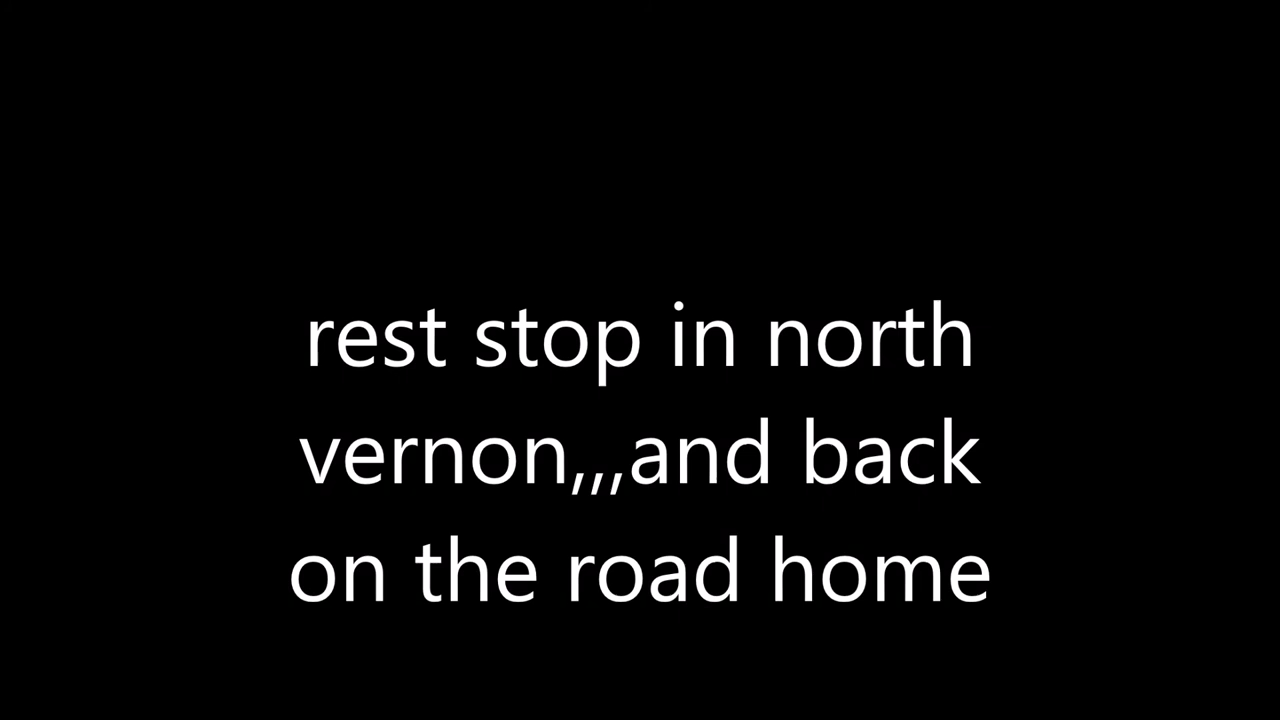 rest stop in north
vernon,,,and back
on the road home